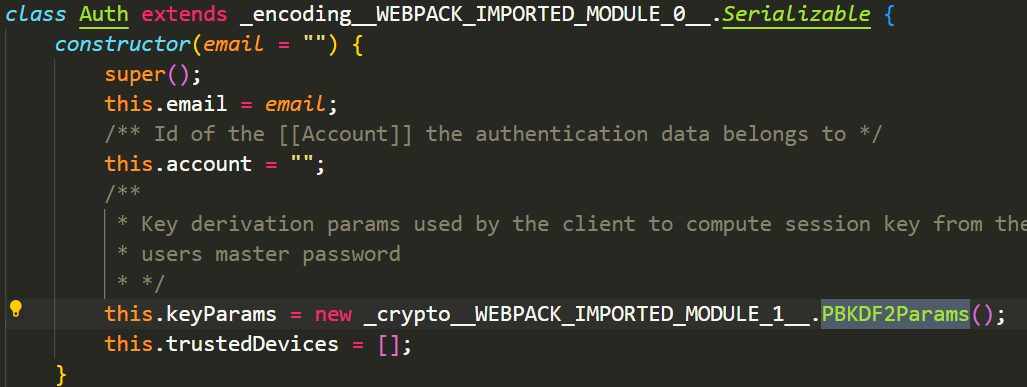 class Auth extends _encoding__WEBPACK_IMPORTED_MODULE_0__.Serializable {
constructor(email = "") {
super();
this.email = email;
/** Id of the [[Account]] the authentication data belongs to */
this.account = "";
/**
* Key derivation params used by the client to compute session key from the
* users master password
* */
this.keyParams = new _crypto__WEBPACK_IMPORTED_MODULE_1__.PBKDF2Params();
this.trustedDevices = [];
}